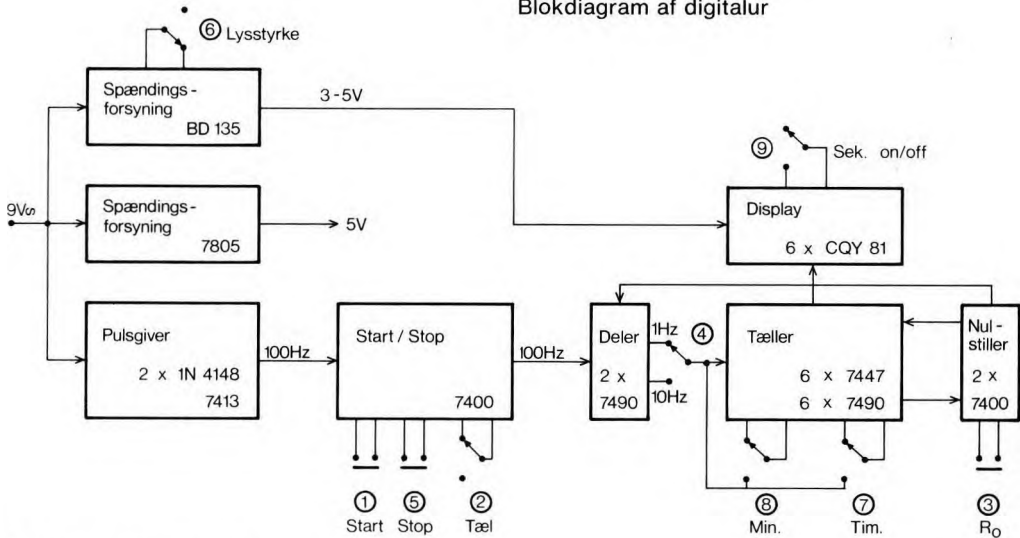 Blokdiagram af digitalur
⑥ Lysstyrke
Spændings-
forsyning
BD 135
3-5V
⑨ Sek. on/off
9V∿
Spændings-
forsyning
7805
5V
Display
6 x CQY 81
Pulsgiver
2 x 1N 4148
7413
100Hz
Start / Stop
7400
100Hz
Deler
2 x
7490
1Hz
④
10Hz
Tæller
6 x 7447
6 x 7490
Nul-
stiller
2 x
7400
① ⑤ ② ⑧ ⑦ ③
Start Stop Tæl Min. Tim. R₀